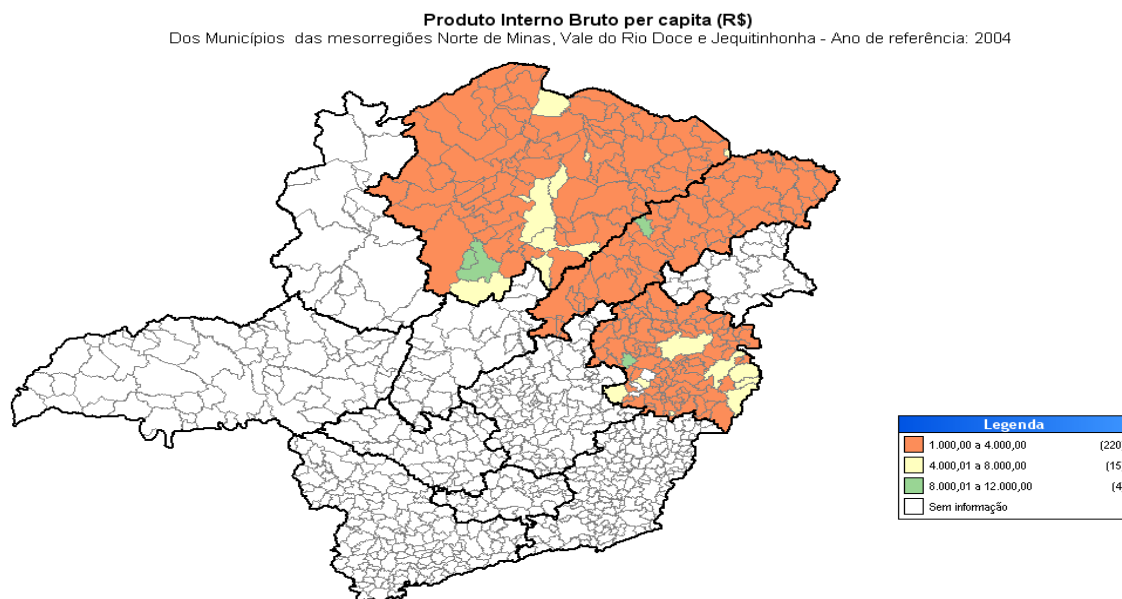 Produto Interno Bruto per capita (R$)
Dos Municípios das mesorregiões Norte de Minas, Vale do Rio Doce e Jequitinhonha - Ano de referência: 2004
Legenda
1.000,00 a 4.000,00 (220
4.000,01 a 8.000,00 (15
8.000,01 a 12.000,00 (4
Sem informação